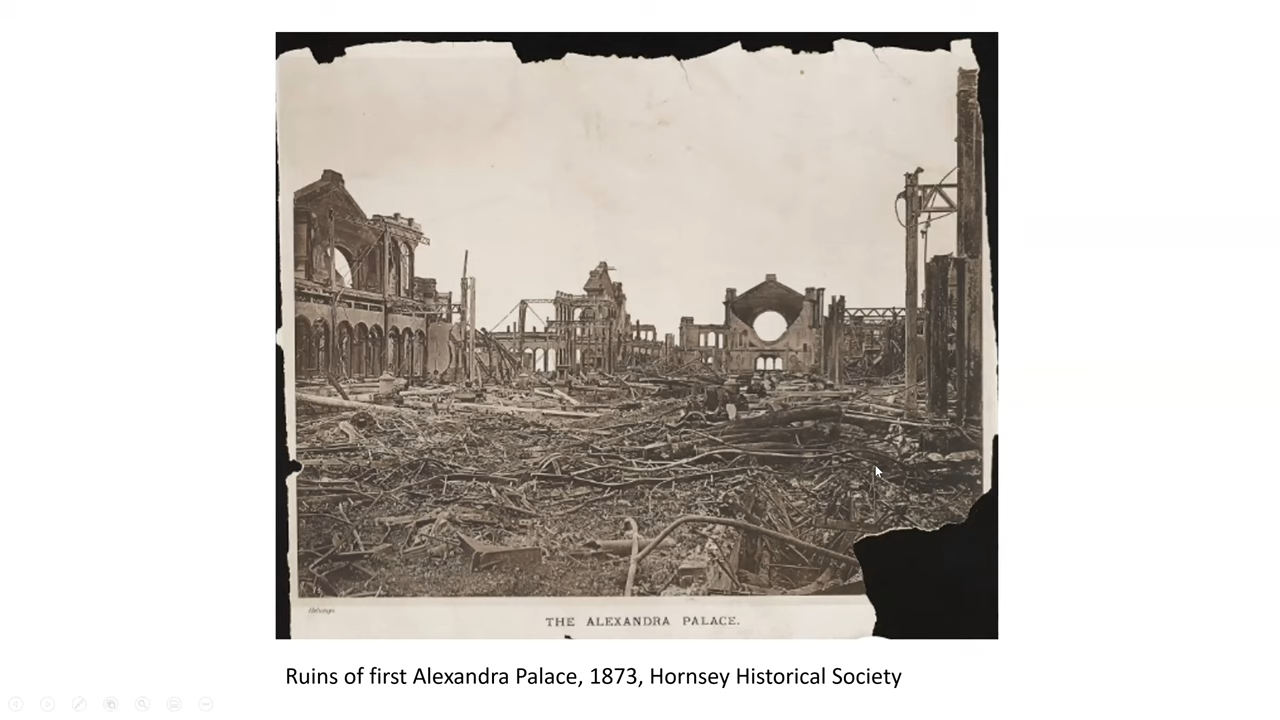 THE ALEXANDRA PALACE.
Ruins of first Alexandra Palace, 1873, Hornsey Historical Society